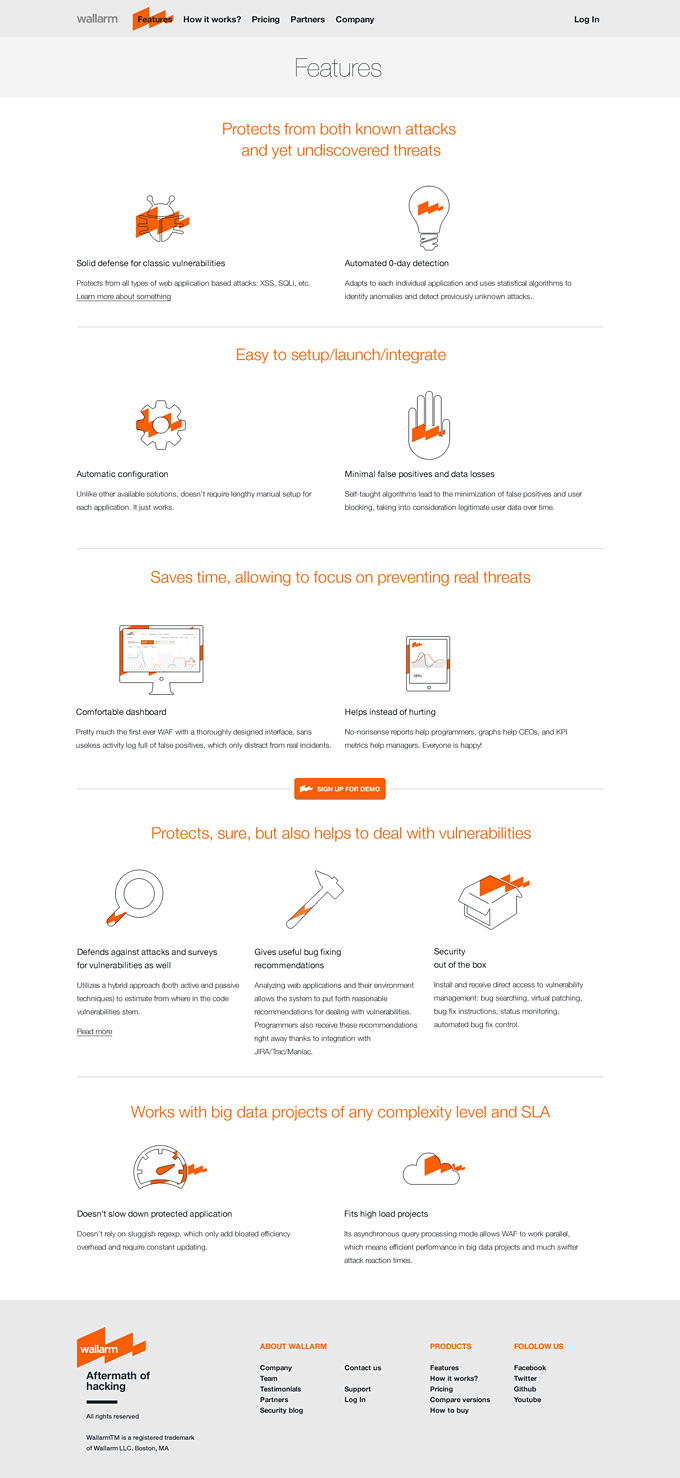 wallarm Features How it works? Pricing Partners Company Log In
Features
Protects from both known attacks
and yet undiscovered threats
Solid defense for classic vulnerabilities
Protects from all types of web application based attacks: XSS, SQLi, etc.
Learn more about something
Automated 0-day detection
Adapts to each individual application and uses statistical algorithms to
identify anomalies and detect previously unknown attacks..
Easy to setup/launch/integrate
Automatic configuration
Unlike other available solutions, doesn't require lengthy manual setup for
each application. It just works.
Minimal false positives and data losses
Self-taught algorithms lead to the minimization of false positives and user
blocking, taking into consideration legitimate user data over time.
Saves time, allowing to focus on preventing real threats
Comfortable dashboard
Pretty much the first ever WAF with a thoroughly designed interface, sans
useless activity log full of false positives, which only distract from real incidents.
Helps instead of hurting
No-nonsense reports help programmers, graphs help CEOs, and KPI
metrics help managers. Everyone is happy!
SIGN UP FOR DEMO
Protects, sure, but also helps to deal with vulnerabilities
Defends against attacks and surveys
for vulnerabilities as well
Utilizes a hybrid approach (both active and passive
techniques) to estimate from where in the code
vulnerabilities stem.
Read more
Gives useful bug fixing
recommendations
Analyzing web applications and their environment
allows the system to put forth reasonable
recommendations for dealing with vulnerabilities.
Programmers also receive these recommendations
right away thanks to integration with
JIRA/Trac/Maniac.
Security
out of the box
Install and receive direct access to vulnerability
management: bug searching, virtual patching,
bug fix instructions, status monitoring,
automated bug fix control.
Works with big data projects of any complexity level and SLA
Doesn't slow down protected application
Doesn't rely on sluggish regexp, which only add bloated efficiency
overhead and require constant updating.
Fits high load projects
Its asynchronous query processing mode allows WAF to work parallel,
which means efficient performance in big data projects and much swifter
attack reaction times.
wallarm
Aftermath of
hacking
All rights reserved
WallarmTM is a registered trademark
of Wallarm LLC. Boston, MA
ABOUT WALLARM
Company
Team
Testimonials
Partners
Security blog
Contact us
Support
Log In
PRODUCTS
Features
How it works?
Pricing
Compare versions
How to buy
FOLOLOW US
Facebook
Twitter
Github
Youtube